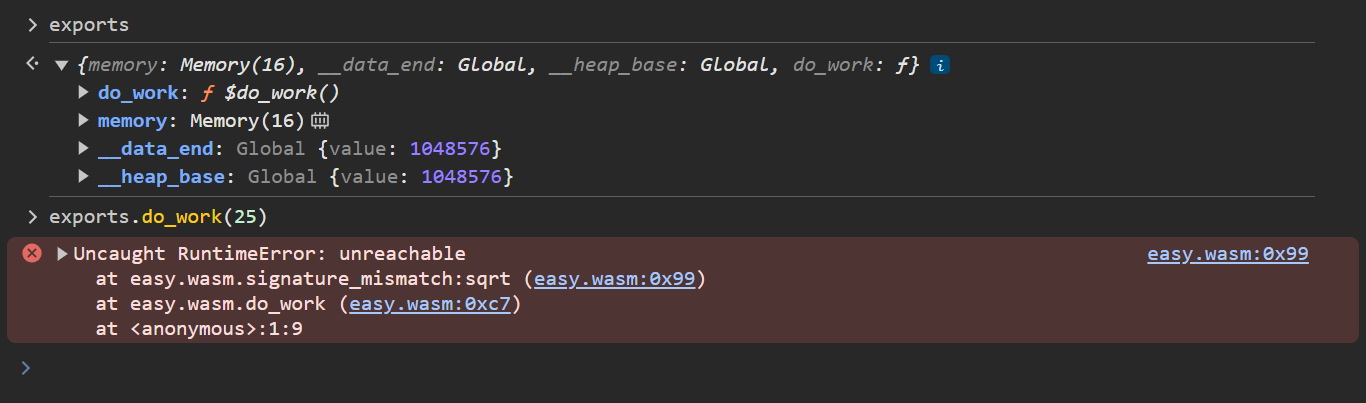 exports
{memory: Memory(16), __data_end: Global, __heap_base: Global, do_work: ƒ} i
do_work: ƒ $do_work()
memory: Memory(16)
__data_end: Global {value: 1048576}
__heap_base: Global {value: 1048576}
exports.do_work(25)
Uncaught RuntimeError: unreachable easy.wasm:0x99
at easy.wasm.signature_mismatch:sqrt (easy.wasm:0x99)
at easy.wasm.do_work (easy.wasm:0xc7)
at <anonymous>:1:9